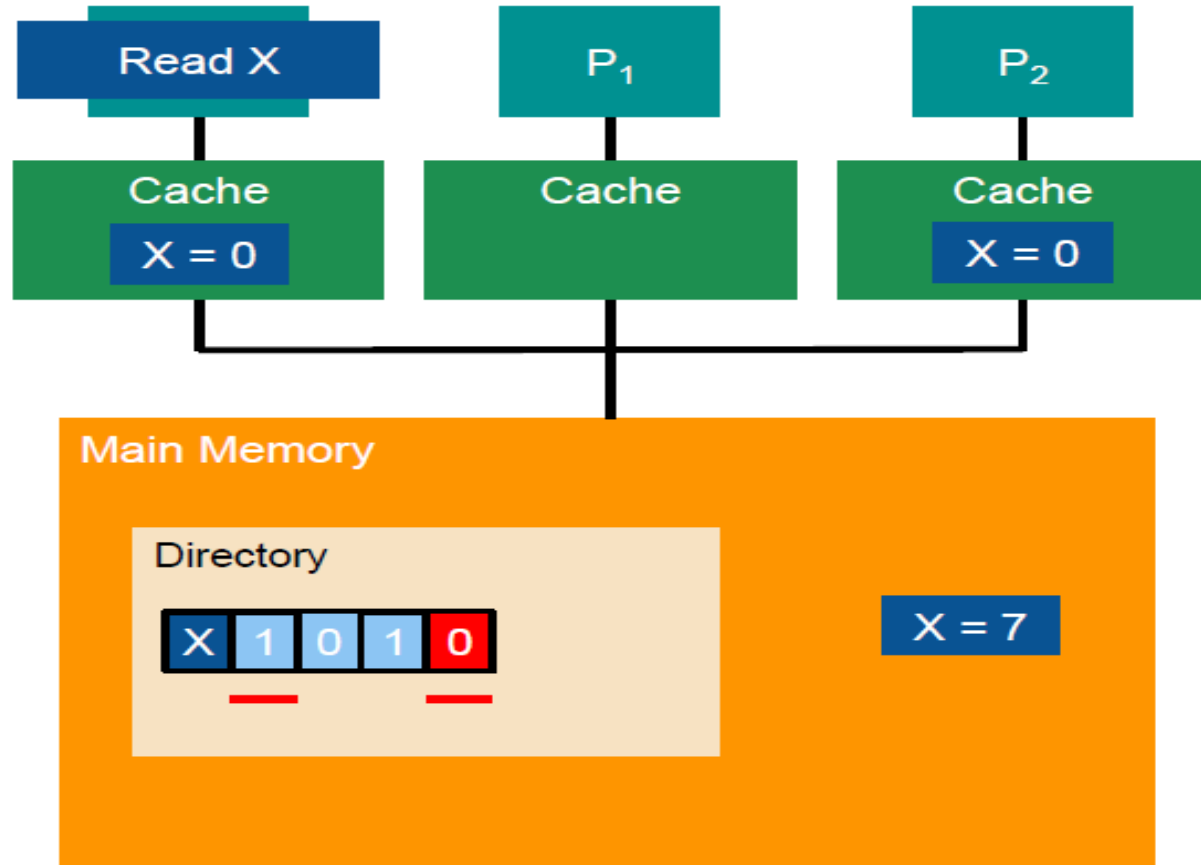 Read X
P₁
P₂
Cache
Cache
Cache
X = 0
X = 0
Main Memory
Directory
X 1 0 1 0
X = 7